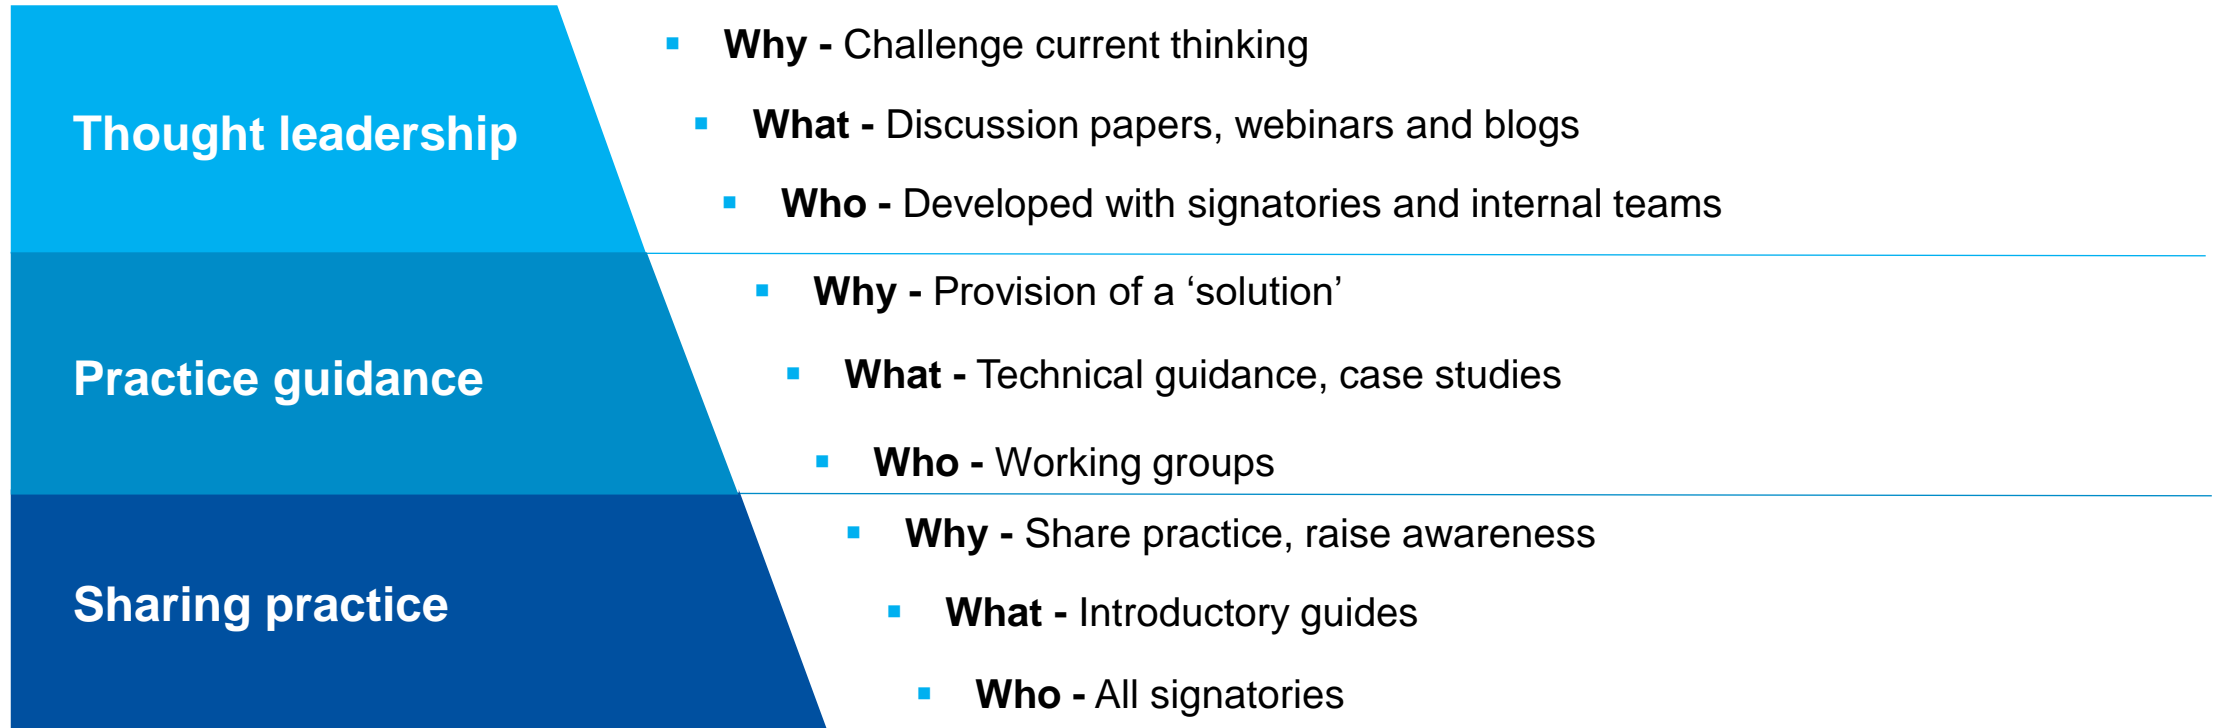 Thought leadership
Why - Challenge current thinking
What - Discussion papers, webinars and blogs
Who - Developed with signatories and internal teams
Practice guidance
Why - Provision of a ‘solution’
What - Technical guidance, case studies
Who - Working groups
Sharing practice
Why - Share practice, raise awareness
What - Introductory guides
Who - All signatories